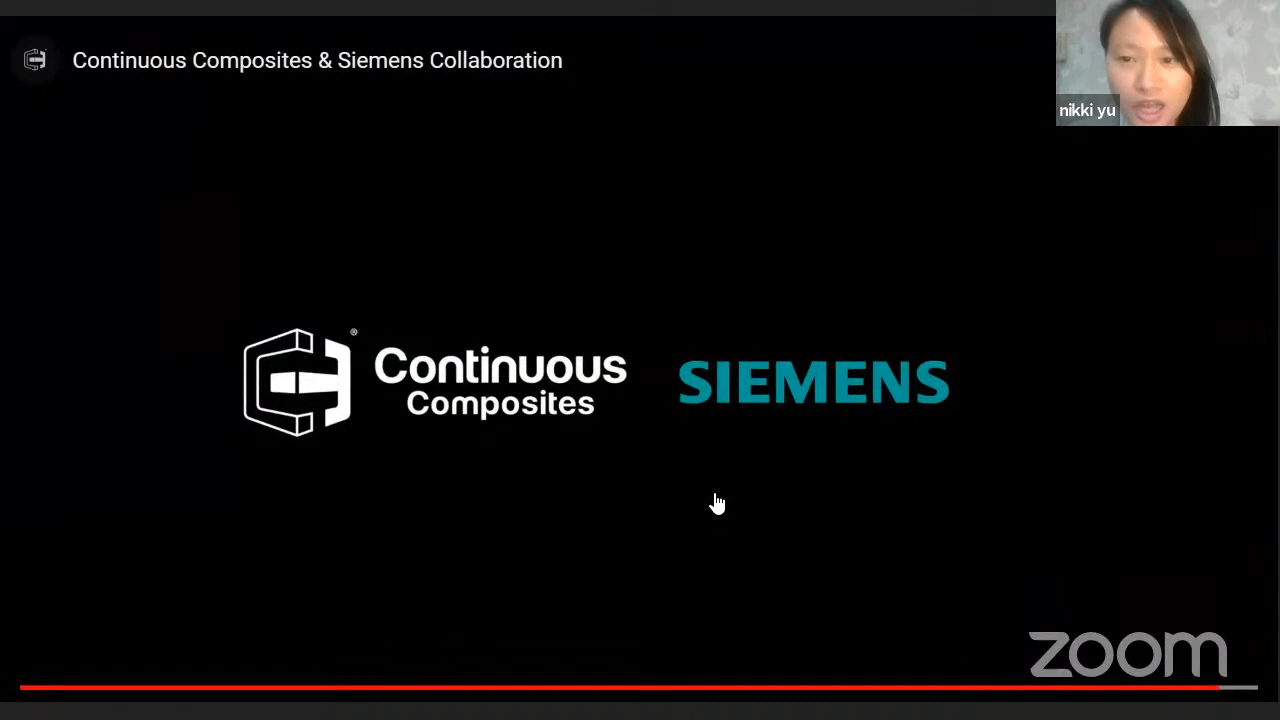 Continuous Composites & Siemens Collaboration
nikki yu
Continuous
Composites
®
SIEMENS
zoom